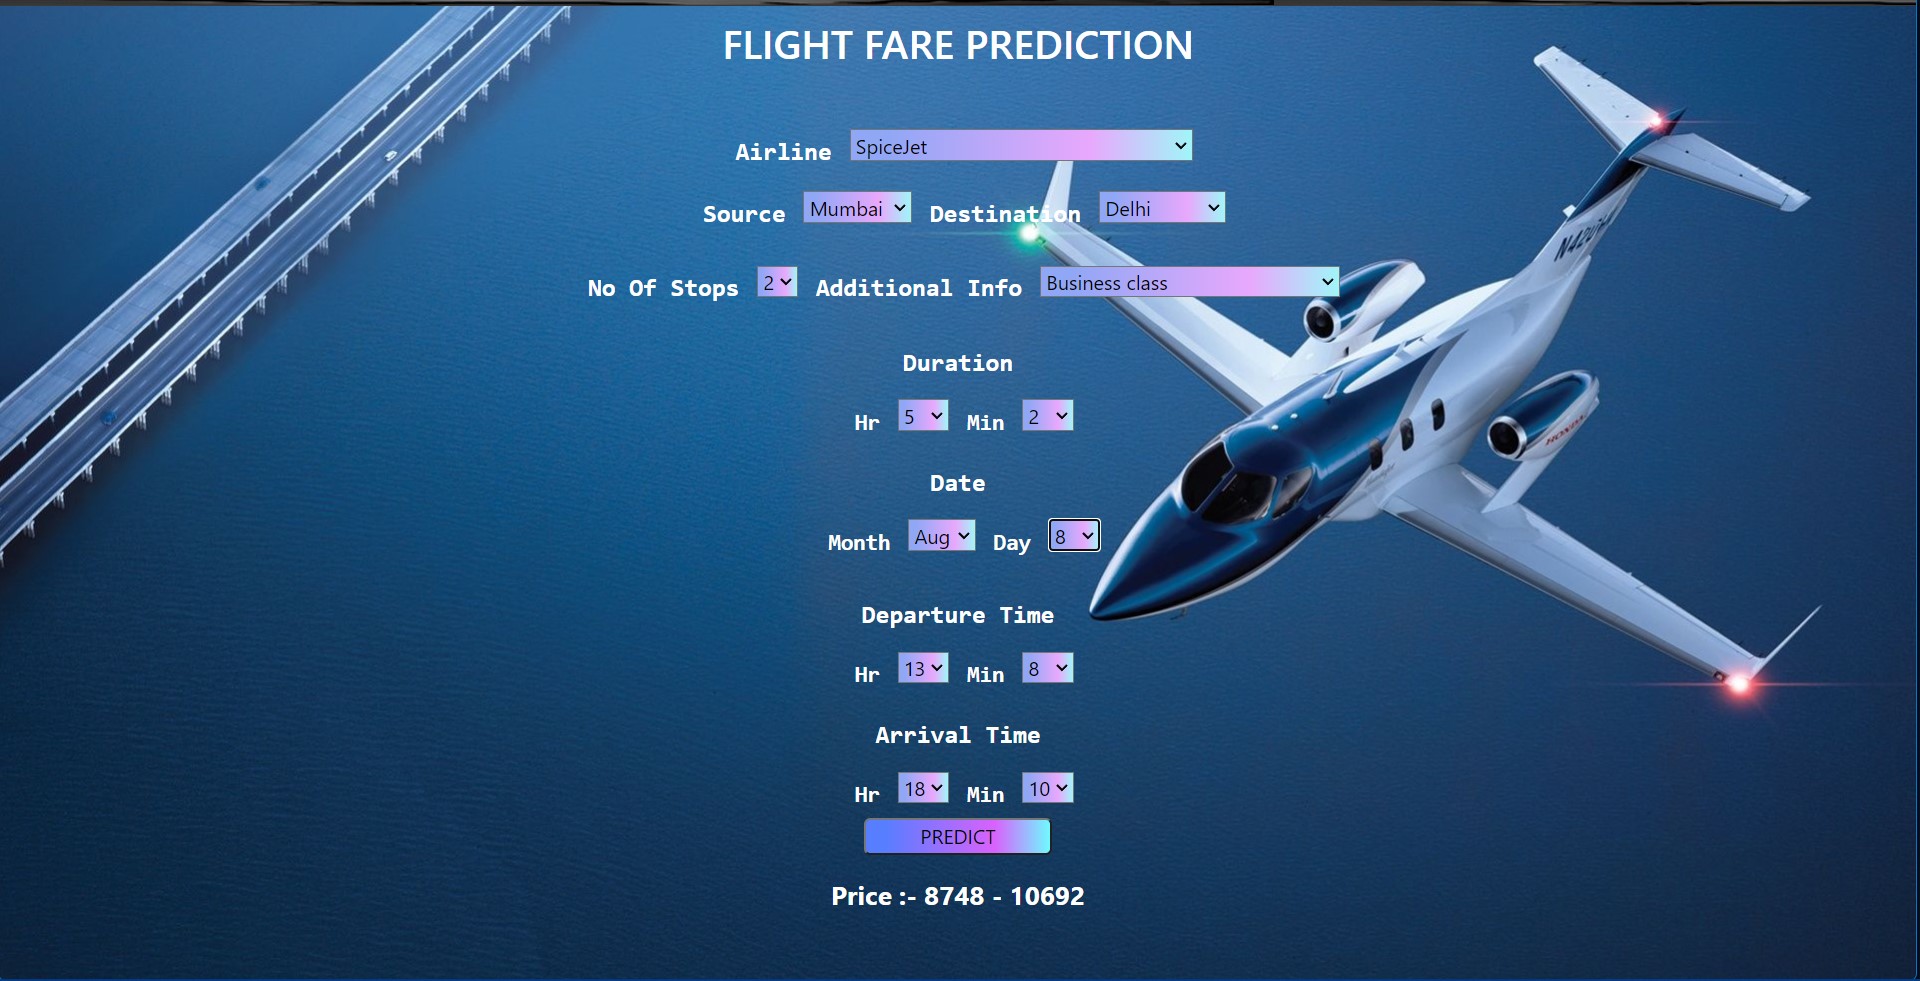 FLIGHT FARE PREDICTION
Airline SpiceJet
Source Mumbai Destination Delhi
No Of Stops 2 Additional Info Business class
Duration
Hr 5 Min 2
Date
Month Aug Day 8
Departure Time
Hr 13 Min 8
Arrival Time
Hr 18 Min 10
PREDICT
Price :- 8748 - 10692